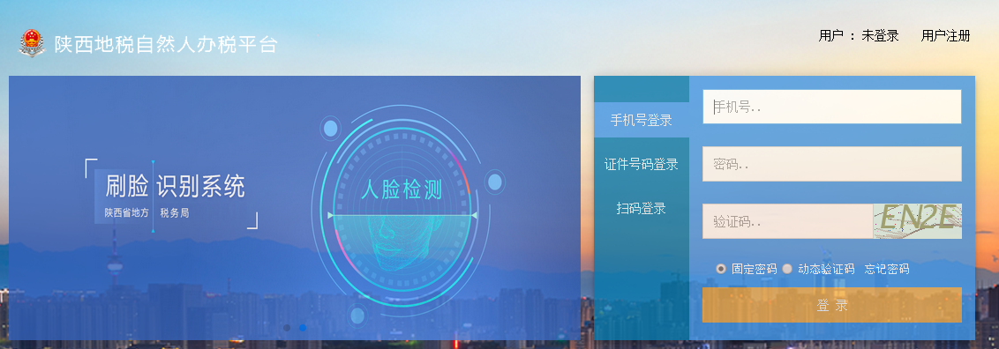 陕西地税自然人办税平台
用户 ： 未登录 用户注册
刷脸 识别系统
陕西省地方 税务局
人脸检测
手机号登录
证件号码登录
扫码登录
手机号..
密码..
验证码..
EN2E
固定密码 动态验证码 忘记密码
登 录